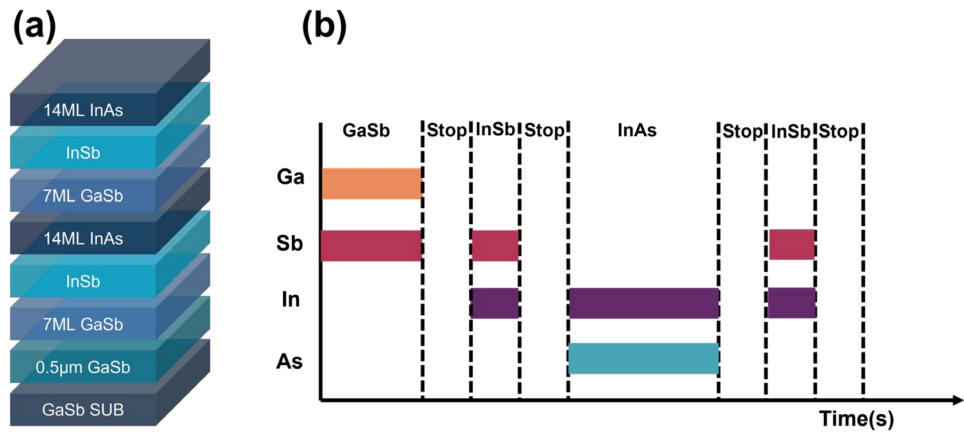 (a)
14ML InAs
InSb
7ML GaSb
14ML InAs
InSb
7ML GaSb
0.5μm GaSb
GaSb SUB
(b)
GaSb Stop InSb Stop InAs Stop InSb Stop
Ga
Sb
In
As
Time(s)